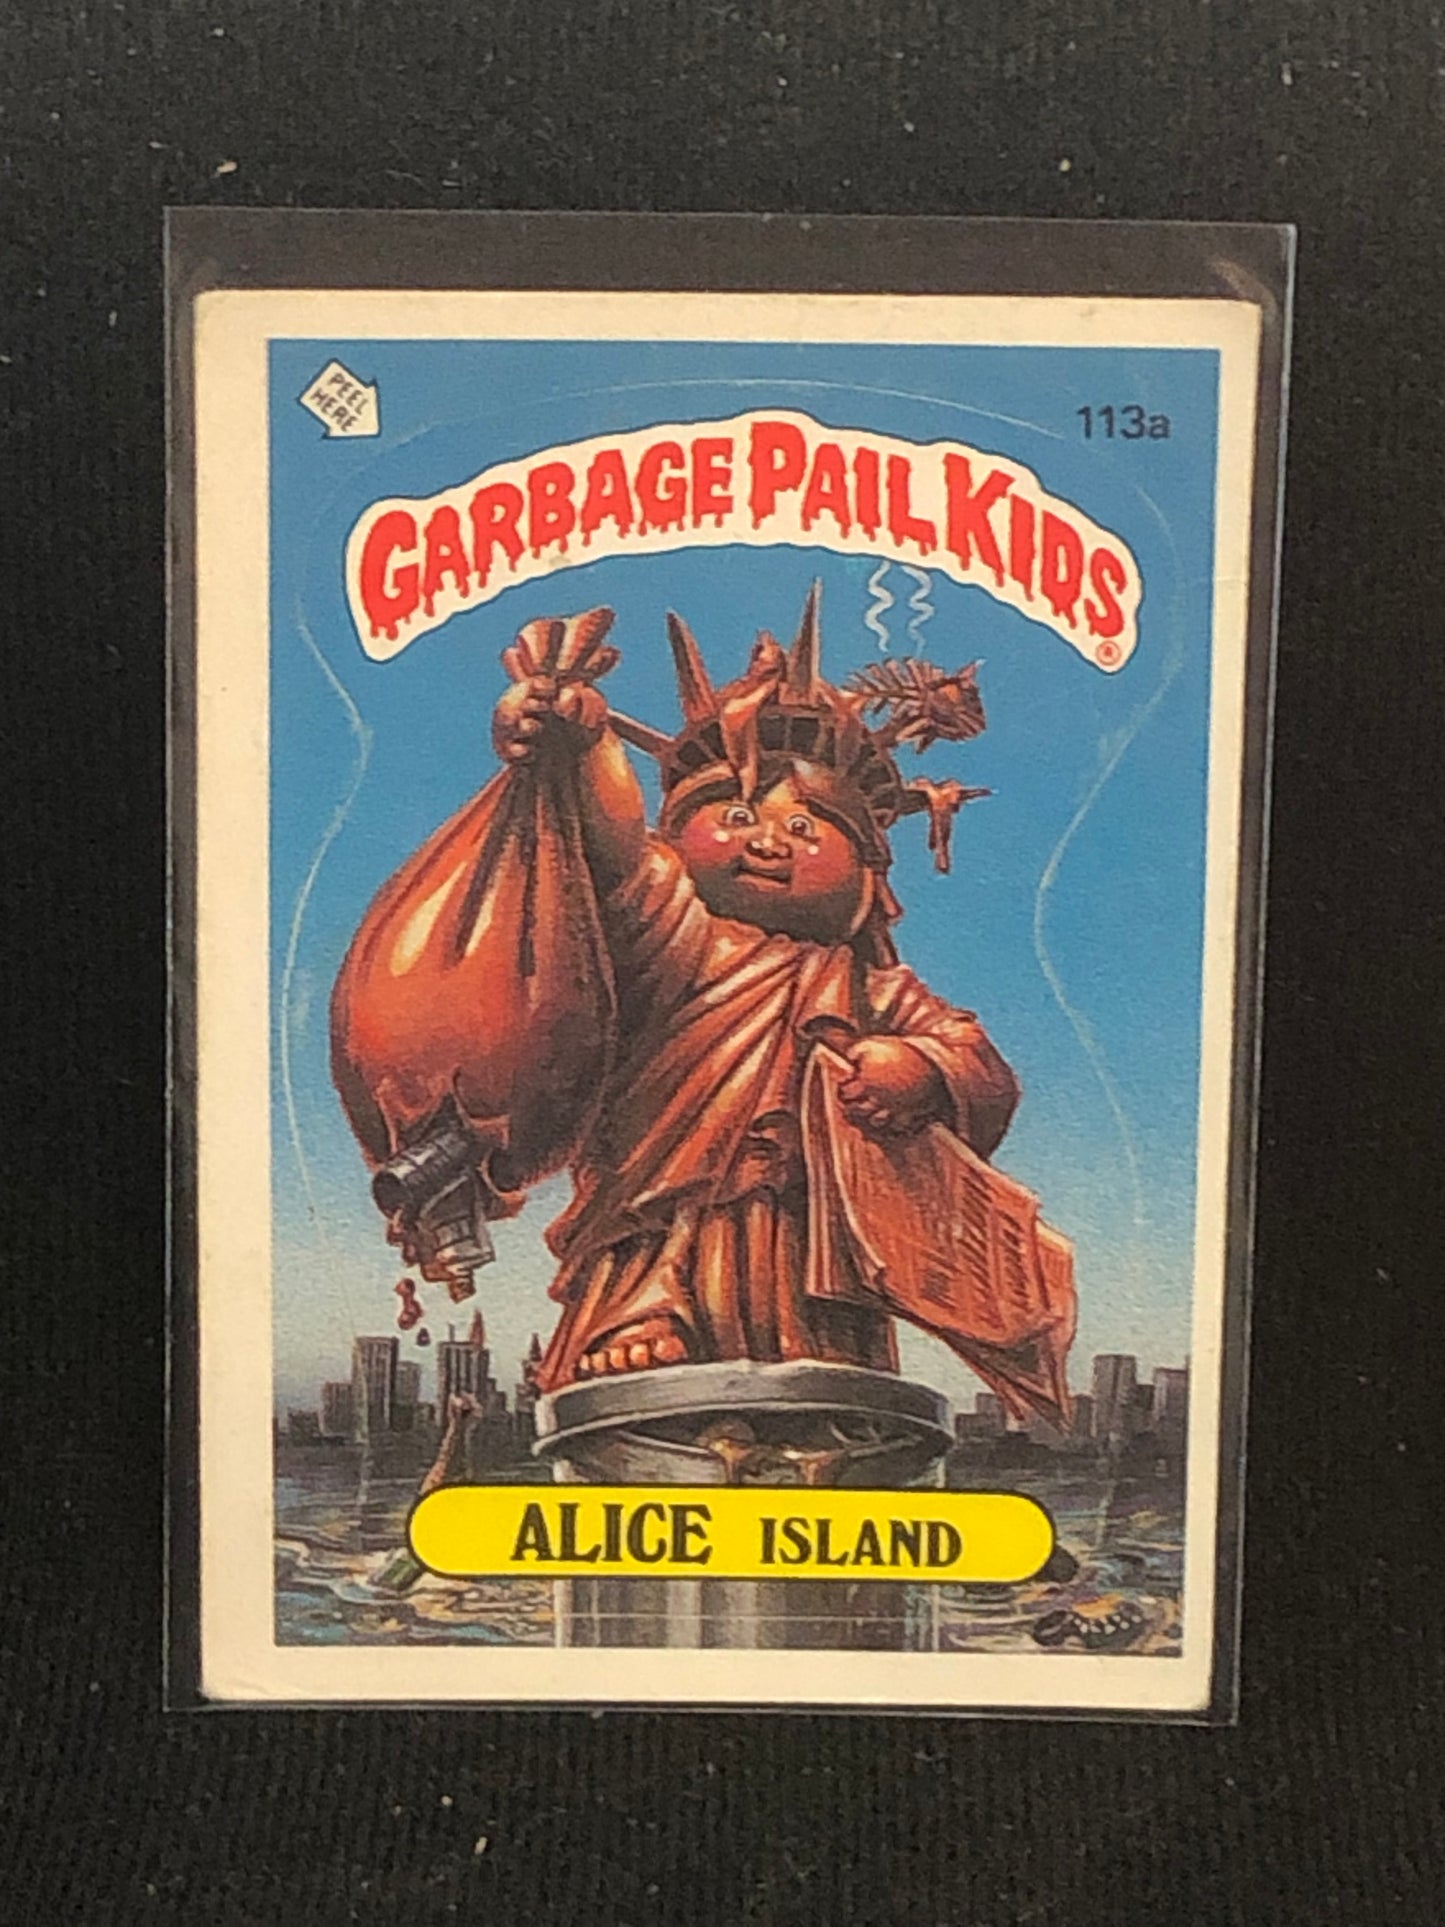 PEEL
HERE
113a
GARBAGE PAIL KIDS
®
ALICE ISLAND